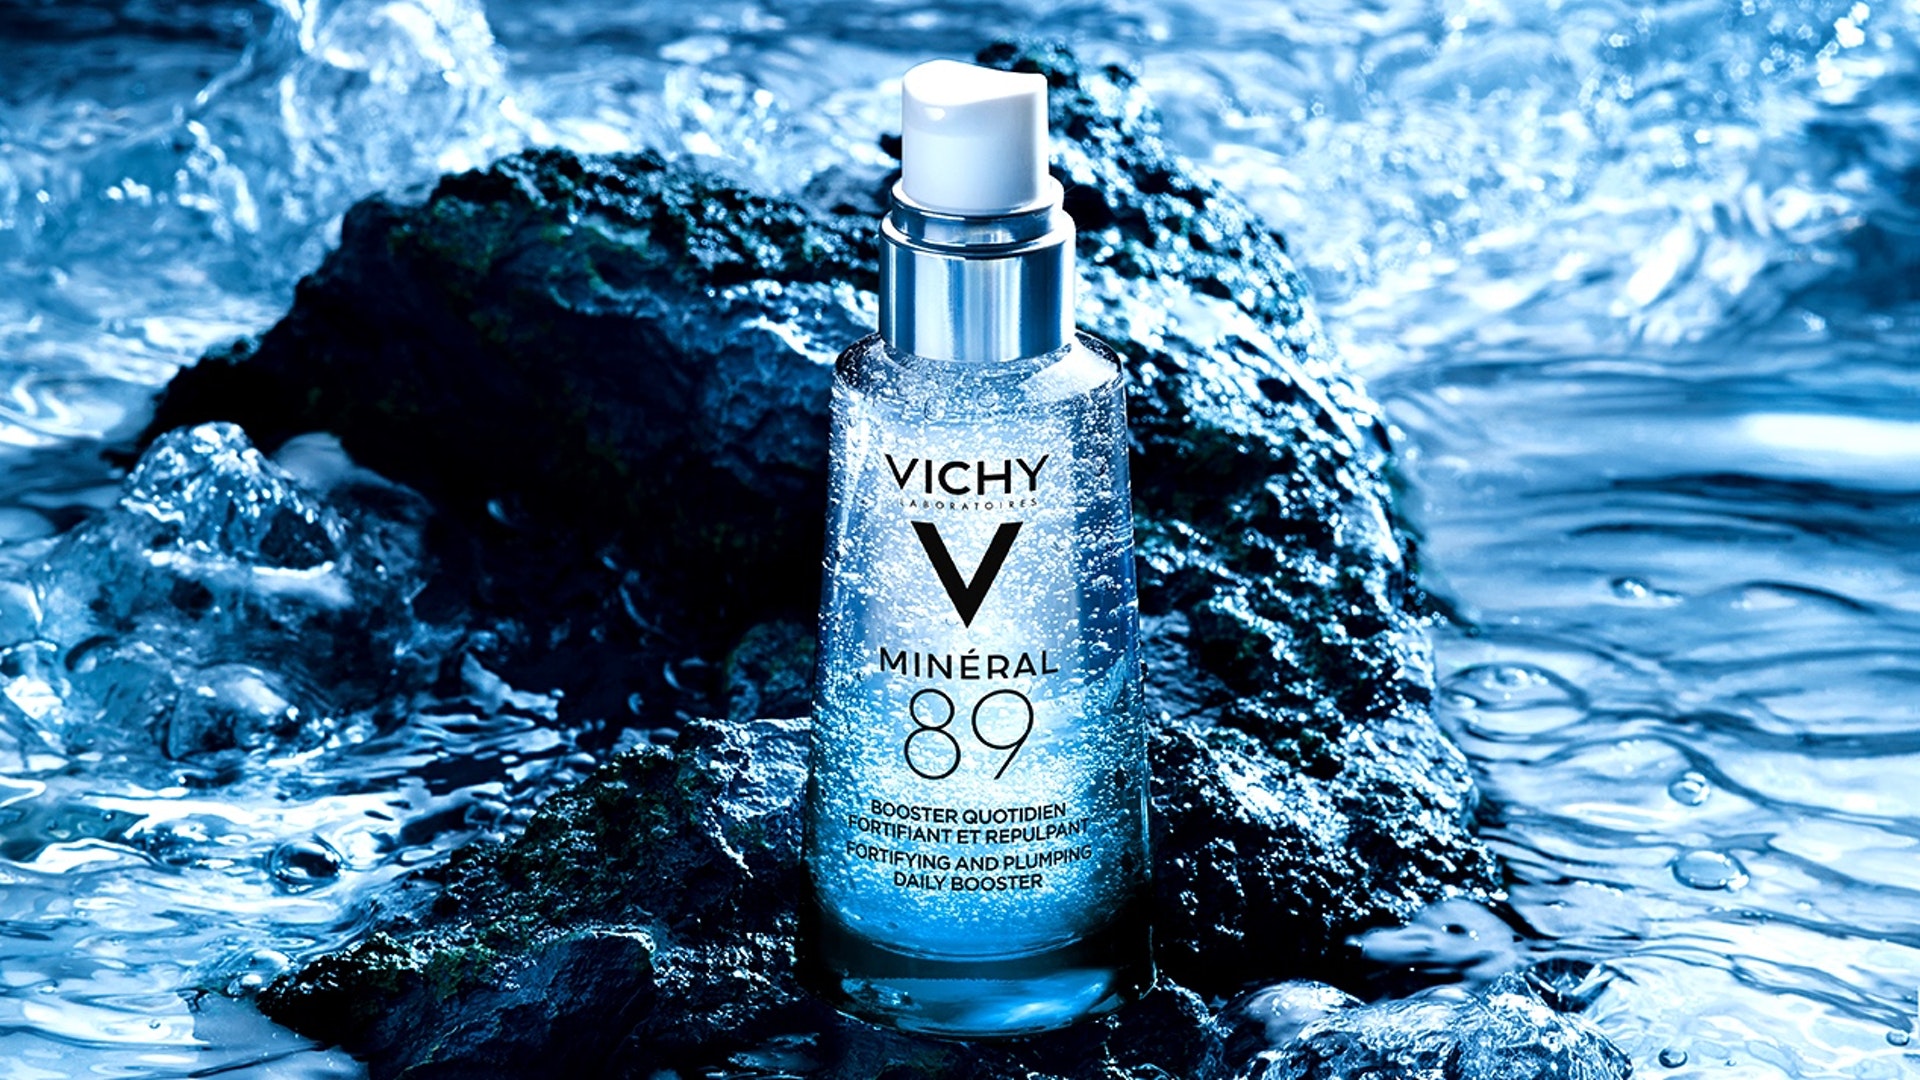 VICHY
LABORATOIRES
V
MINÉRAL
89
BOOSTER QUOTIDIEN
FORTIFIANT ET REPULPANT
FORTIFYING AND PLUMPING
DAILY BOOSTER